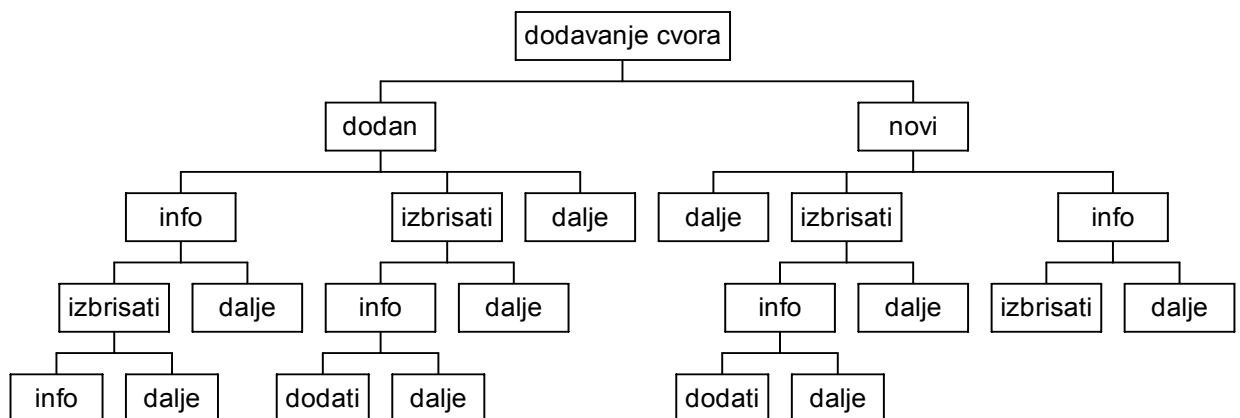 dodavanje cvora
dodan
novi
info
izbrisati
dalje
dalje
izbrisati
info
izbrisati
dalje
info
dalje
info
dalje
izbrisati
dalje
info
dalje
dodati
dalje
dodati
dalje